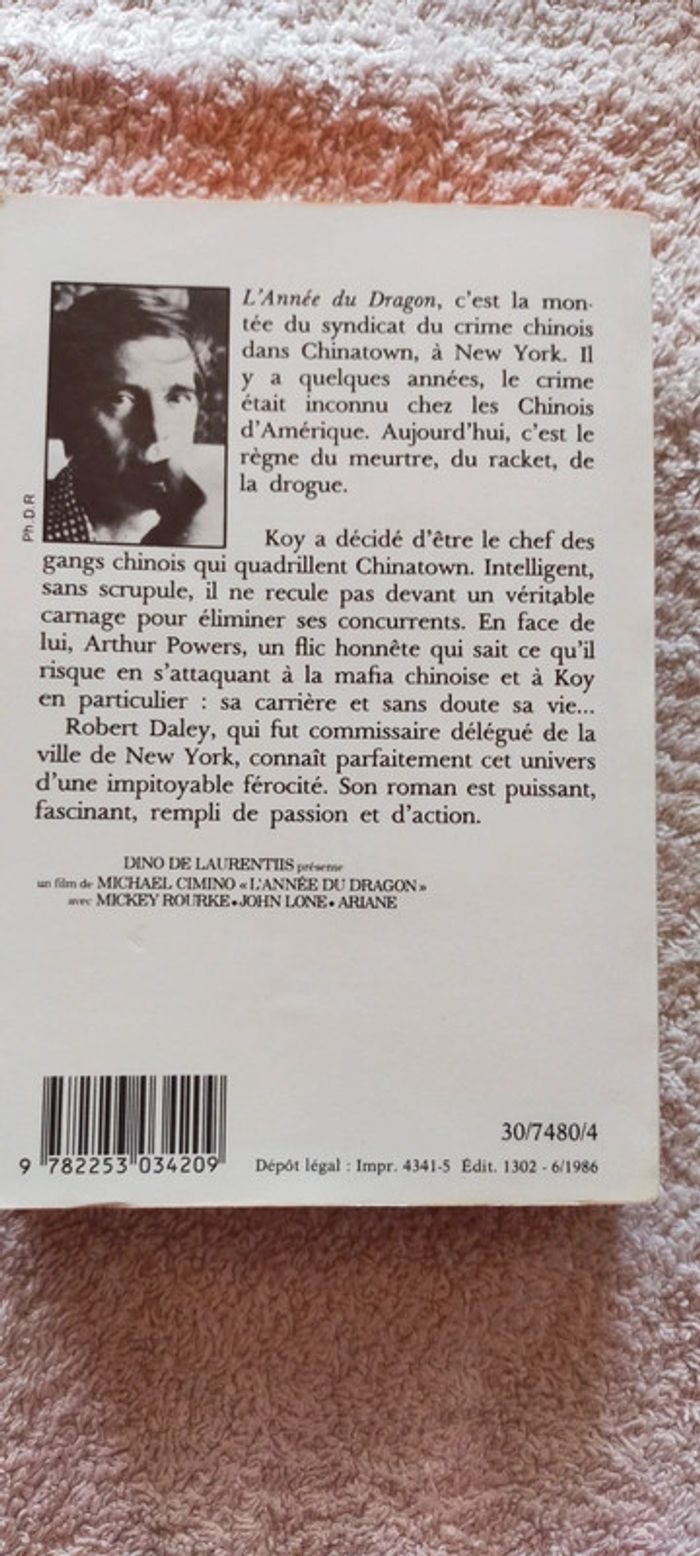 L'Année du Dragon, c'est la mon-
tée du syndicat du crime chinois
dans Chinatown, à New York. Il
y a quelques années, le crime
était inconnu chez les Chinois
d'Amérique. Aujourd'hui, c'est le
règne du meurtre, du racket, de
la drogue.
Ph. D.R
Koy a décidé d'être le chef des
gangs chinois qui quadrillent Chinatown. Intelligent,
sans scrupule, il ne recule pas devant un véritable
carnage pour éliminer ses concurrents. En face de
lui, Arthur Powers, un flic honnête qui sait ce qu'il
risque en s'attaquant à la mafia chinoise et à Koy
en particulier : sa carrière et sans doute sa vie...
Robert Daley, qui fut commissaire délégué de la
ville de New York, connaît parfaitement cet univers
d'une impitoyable férocité. Son roman est puissant,
fascinant, rempli de passion et d'action.
DINO DE LAURENTIIS présente
un film de MICHAEL CIMINO « L'ANNÉE DU DRAGON »
avec MICKEY ROURKE • JOHN LONE • ARIANE
30/7480/4
9 782253 034209
Dépôt légal : Impr. 4341-5 Édit. 1302 - 6/1986